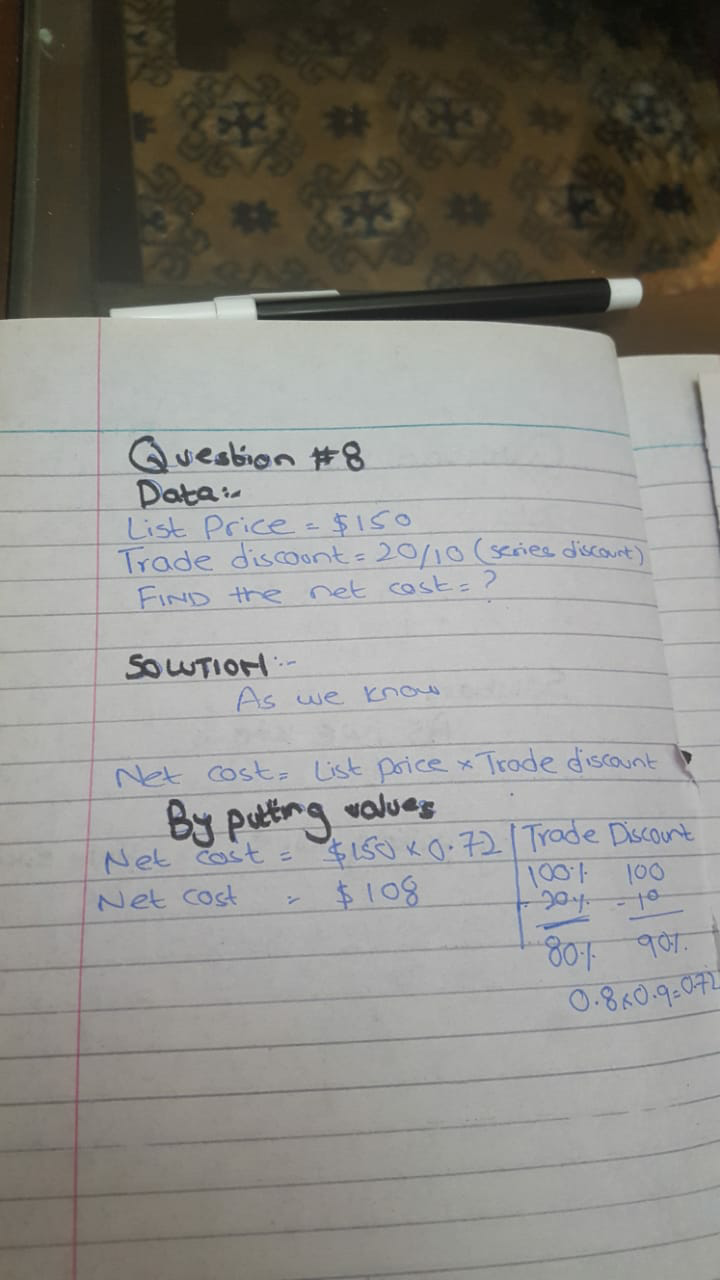 Question #8
Data:-
List Price = $150
Trade discount = 20/10 (series discount)
FIND the net cost = ?
SOLUTION :-
As we know
Net cost = List price × Trade discount
By putting values
Net cost = $150 × 0.72
Net cost = $108
Trade Discount
100% 100
- 20% - 10
80% 90%
0.8 × 0.9 = 0.72